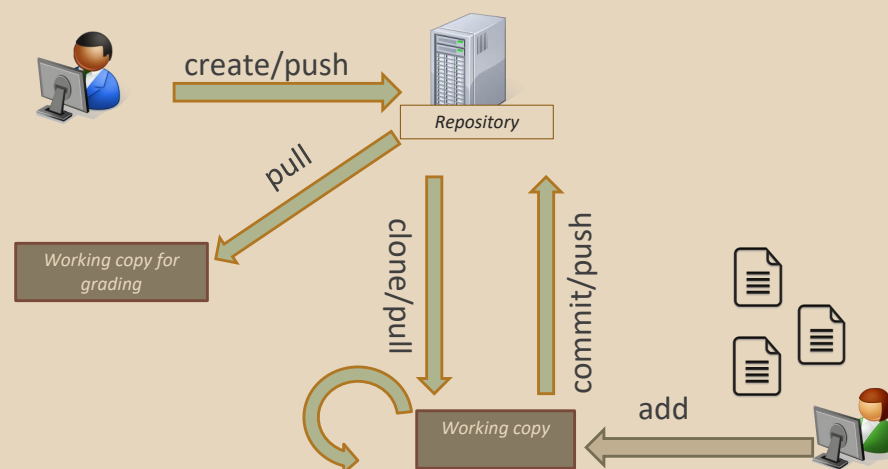 create/push
Repository
pull
Working copy for
grading
clone/pull
commit/push
add
Working copy